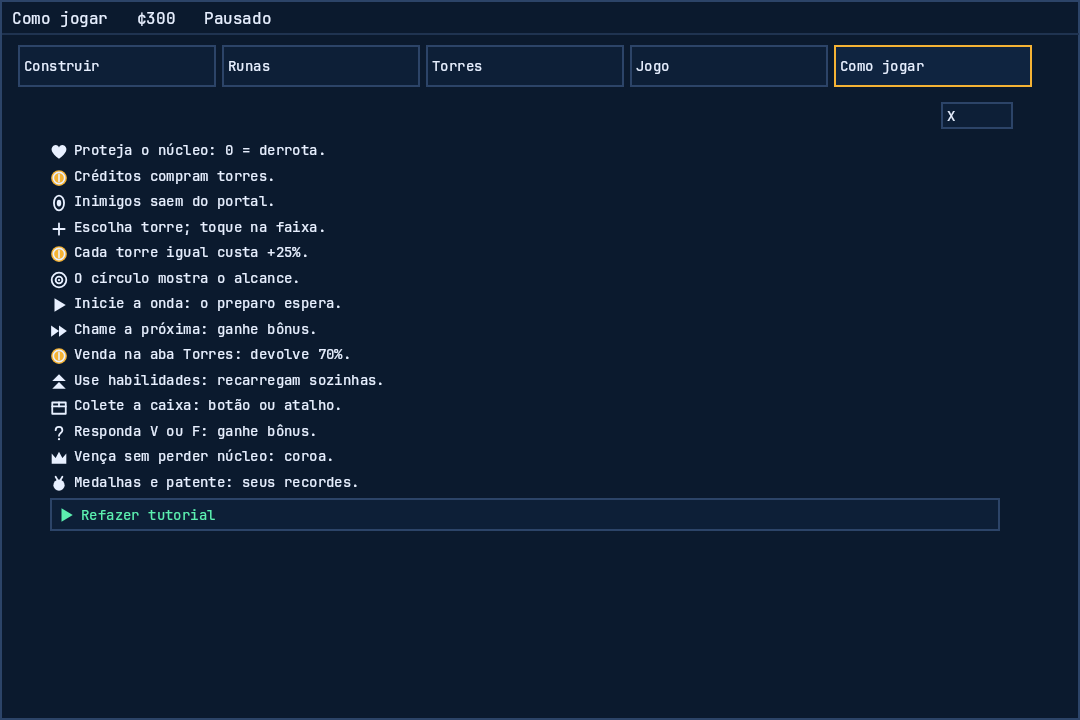 Como jogar ₵300 Pausado
Construir Runas Torres Jogo Como jogar
X
Proteja o núcleo: 0 = derrota.
Créditos compram torres.
Inimigos saem do portal.
Escolha torre; toque na faixa.
Cada torre igual custa +25%.
O círculo mostra o alcance.
Inicie a onda: o preparo espera.
Chame a próxima: ganhe bônus.
Venda na aba Torres: devolve 70%.
Use habilidades: recarregam sozinhas.
Colete a caixa: botão ou atalho.
Responda V ou F: ganhe bônus.
Vença sem perder núcleo: coroa.
Medalhas e patente: seus recordes.
Refazer tutorial